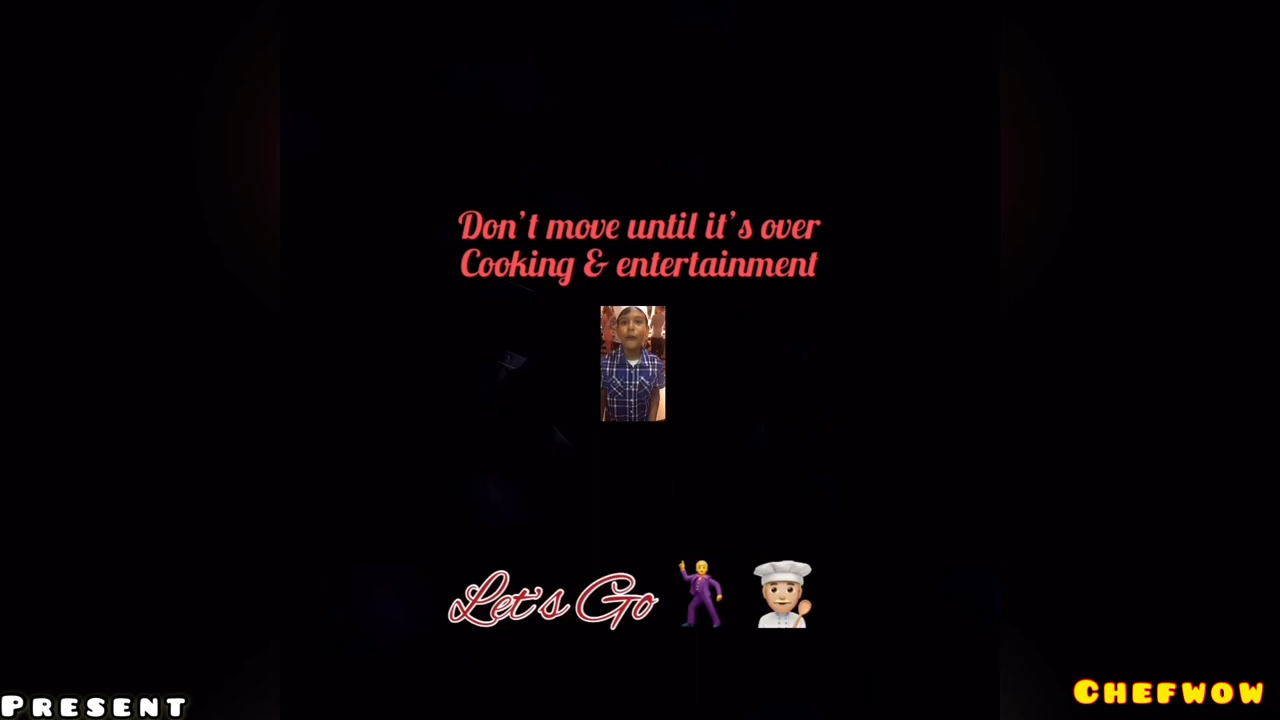 Don't move until it's over
Cooking & entertainment
Let's Go
PRESENT
CHEFWOW